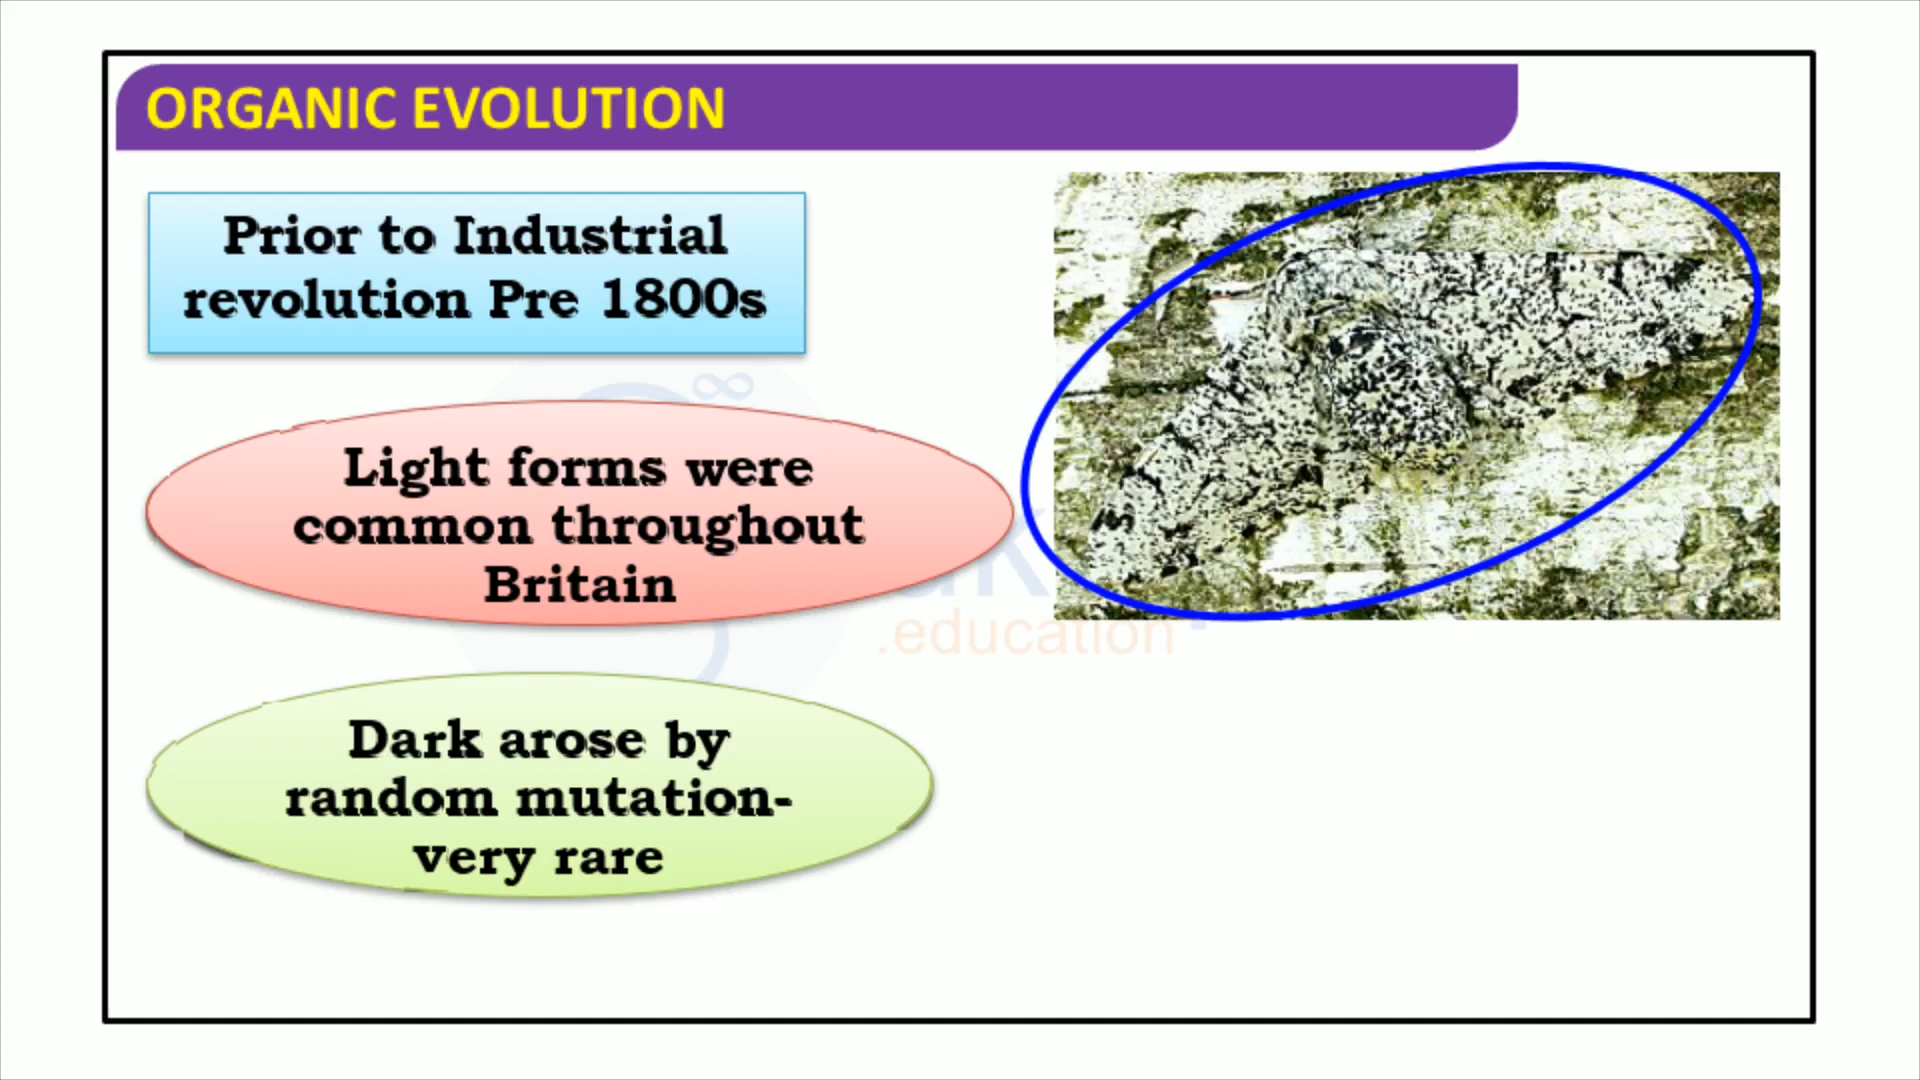 ORGANIC EVOLUTION
Prior to Industrial
revolution Pre 1800s
Light forms were
common throughout
Britain
Dark arose by
random mutation-
very rare
.education